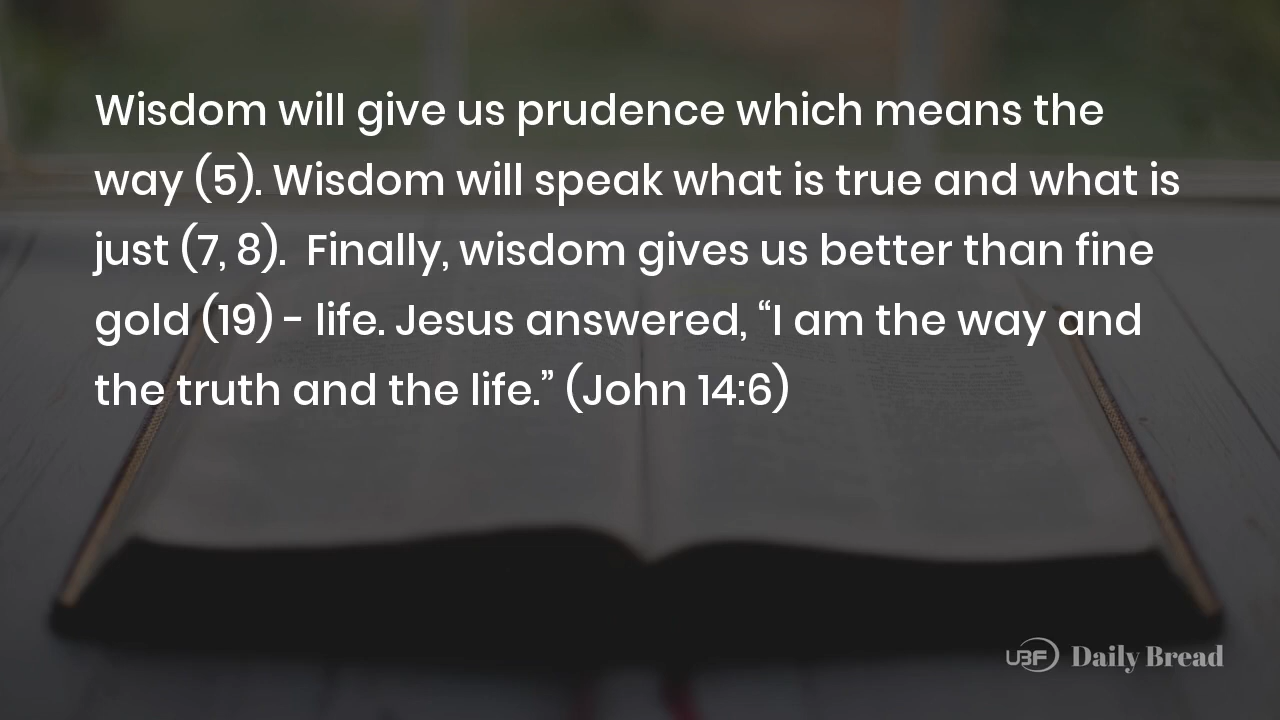 Wisdom will give us prudence which means the
way (5). Wisdom will speak what is true and what is
just (7, 8).  Finally, wisdom gives us better than fine
gold (19) - life. Jesus answered, “I am the way and
the truth and the life.” (John 14:6)
UBF Daily Bread